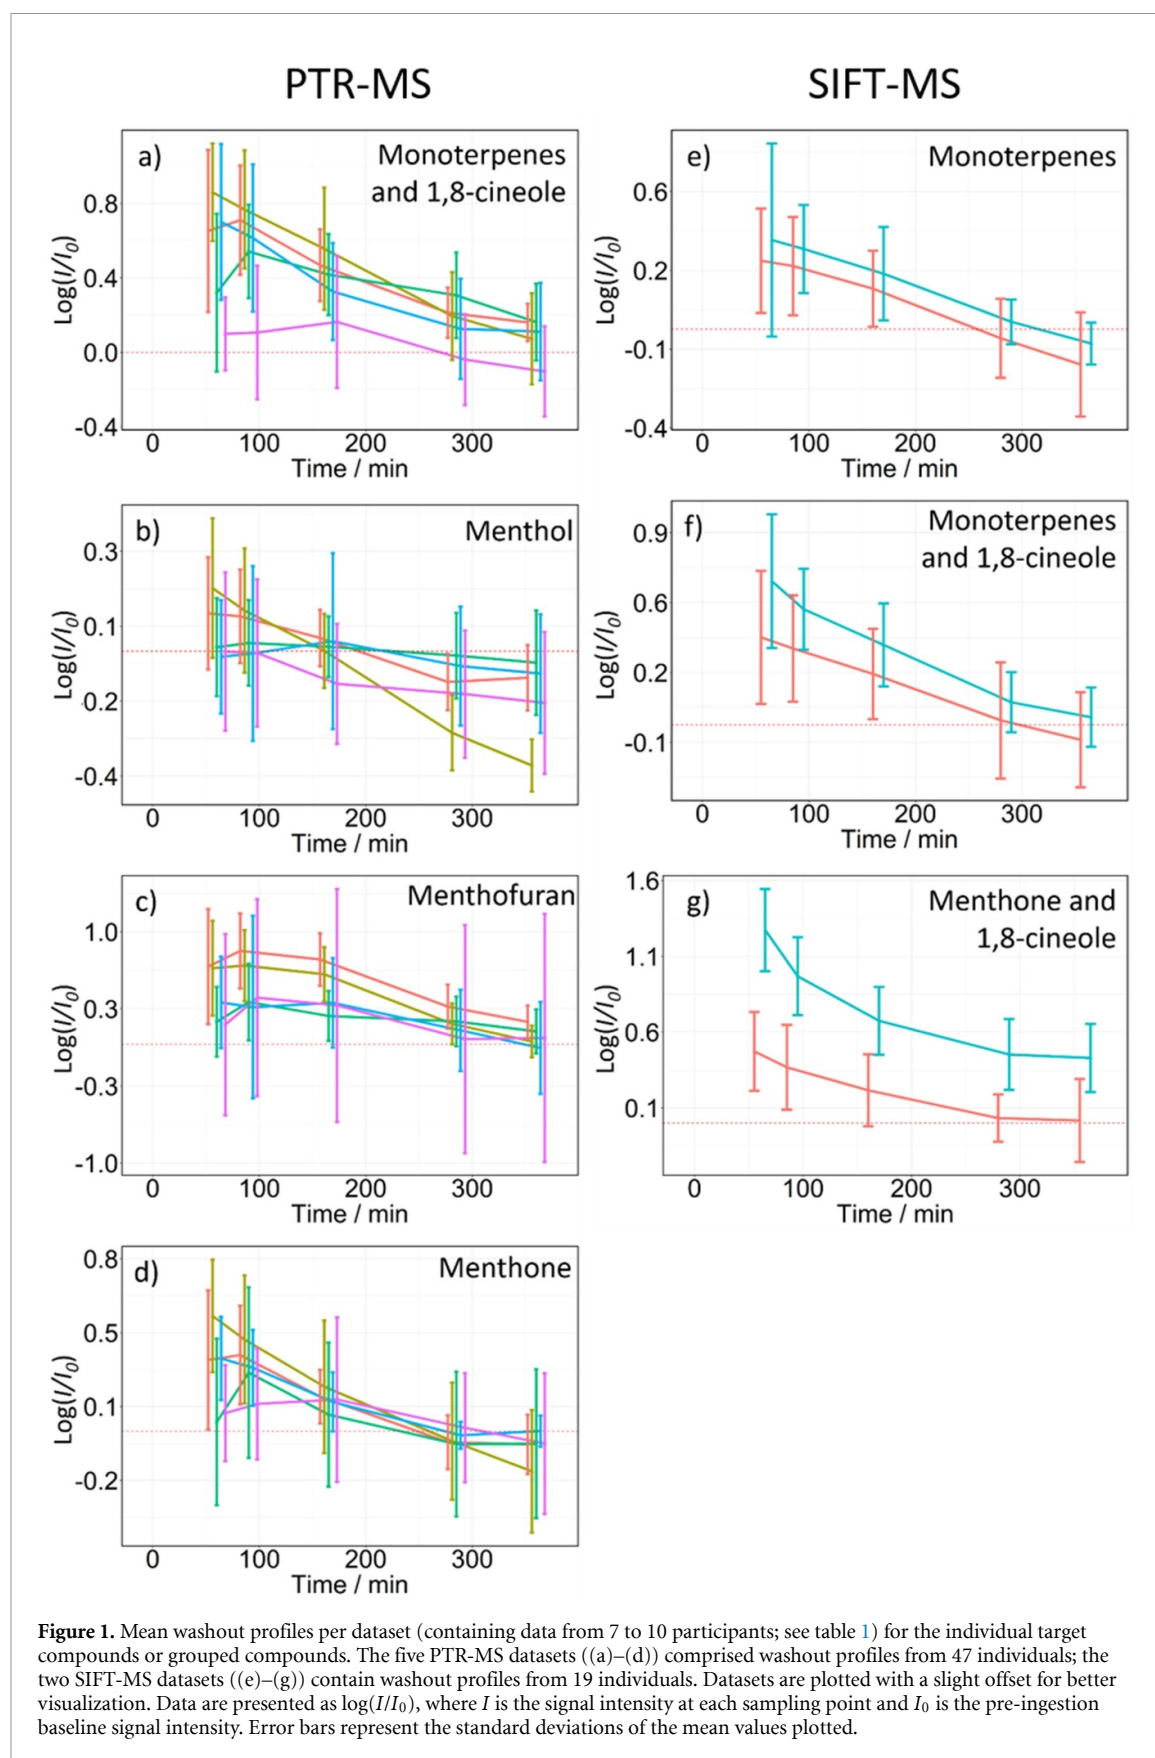 PTR-MS
SIFT-MS
a)
Monoterpenes
and 1,8-cineole
0.8
0.4
0.0
-0.4
Log(I/I0)
0 100 200 300
Time / min
e)
Monoterpenes
0.6
0.2
-0.1
-0.4
Log(I/I0)
0 100 200 300
Time / min
b)
Menthol
0.3
0.1
-0.2
-0.4
Log(I/I0)
0 100 200 300
Time / min
f)
Monoterpenes
and 1,8-cineole
0.9
0.6
0.2
-0.1
Log(I/I0)
0 100 200 300
Time / min
c)
Menthofuran
1.0
0.3
-0.3
-1.0
Log(I/I0)
0 100 200 300
Time / min
g)
Menthone and
1,8-cineole
1.6
1.1
0.6
0.1
Log(I/I0)
0 100 200 300
Time / min
d)
Menthone
0.8
0.5
0.1
-0.2
Log(I/I0)
0 100 200 300
Time / min
Figure 1. Mean washout profiles per dataset (containing data from 7 to 10 participants; see table 1) for the individual target
compounds or grouped compounds. The five PTR-MS datasets ((a)–(d)) comprised washout profiles from 47 individuals; the
two SIFT-MS datasets ((e)–(g)) contain washout profiles from 19 individuals. Datasets are plotted with a slight offset for better
visualization. Data are presented as log(I/I0), where I is the signal intensity at each sampling point and I0 is the pre-ingestion
baseline signal intensity. Error bars represent the standard deviations of the mean values plotted.